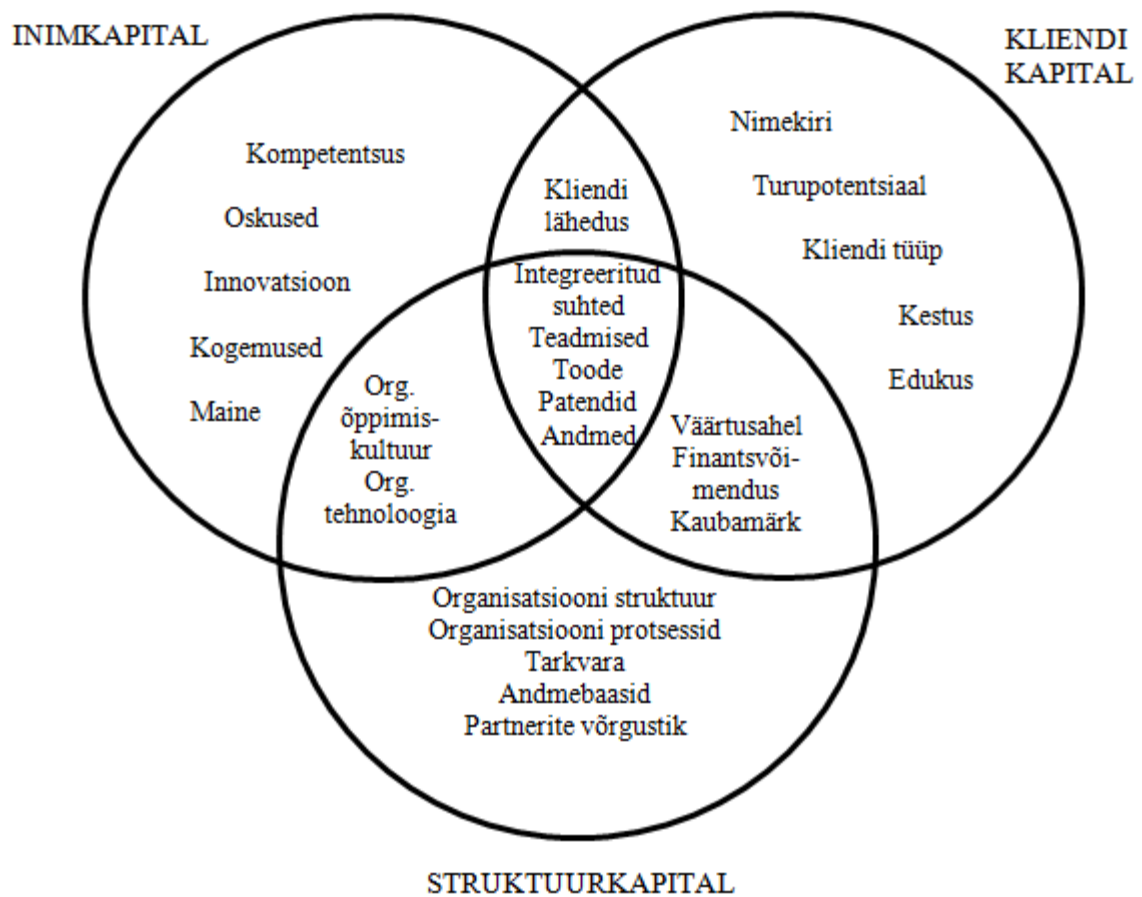 INIMKAPITAL
KLIENDI
KAPITAL
Kompetentsus
Oskused
Innovatsioon
Kogemused
Maine
Kliendi
lähedus
Nimekiri
Turupotentsiaal
Kliendi tüüp
Kestus
Edukus
Integreeritud
suhted
Teadmised
Toode
Patendid
Andmed
Org.
õppimis-
kultuur
Org.
tehnoloogia
Väärtusahel
Finantsvõi-
mendus
Kaubamärk
Organisatsiooni struktuur
Organisatsiooni protsessid
Tarkvara
Andmebaasid
Partnerite võrgustik
STRUKTUURKAPITAL